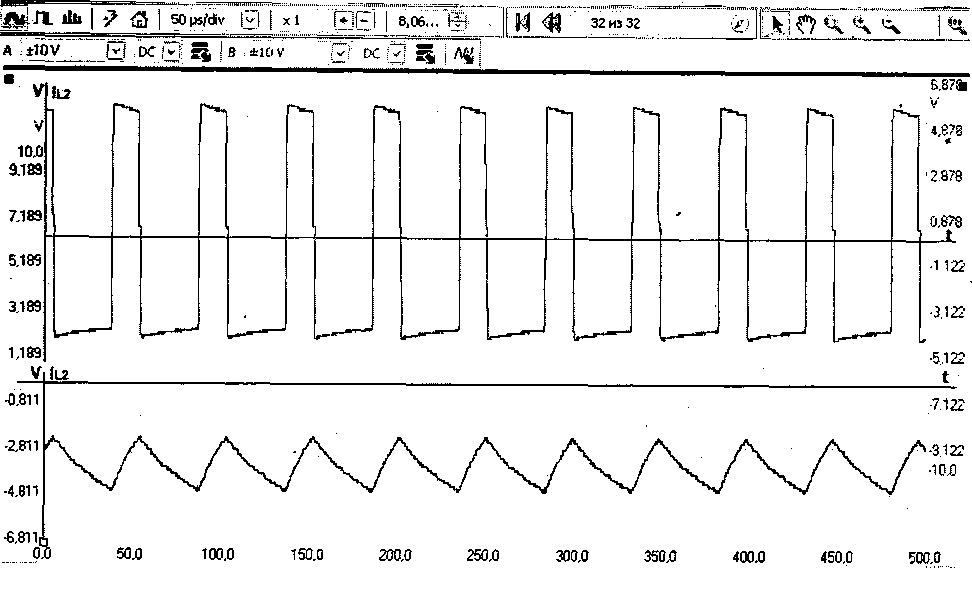 50 µs/div x 1 8,06... 32 из 32
A ±10 V DC B ±10 V DC
V iL2 6,878
V V
10,0 4,878
9,189 2,878
7,189 0,878
t
5,189 -1,122
3,189 -3,122
1,189 -5,122
V iL2 t
-0,811 -7,122
-2,811 -3,122
-10,0
-4,811
-6,811
0,0 50,0 100,0 150,0 200,0 250,0 300,0 350,0 400,0 450,0 500,0